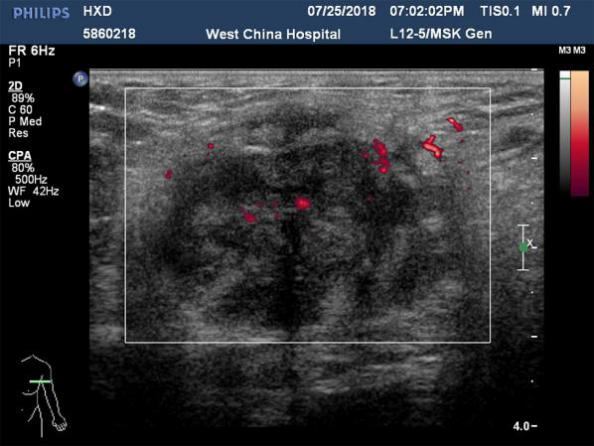 PHILIPS HXD 07/25/2018 07:02:02PM TIS0.1 MI 0.7
5860218 West China Hospital L12-5/MSK Gen
FR 6Hz
P1
M3 M3
P
2D
89%
C 60
P Med
Res
CPA
80%
500Hz
WF 42Hz
Low
X
4.0